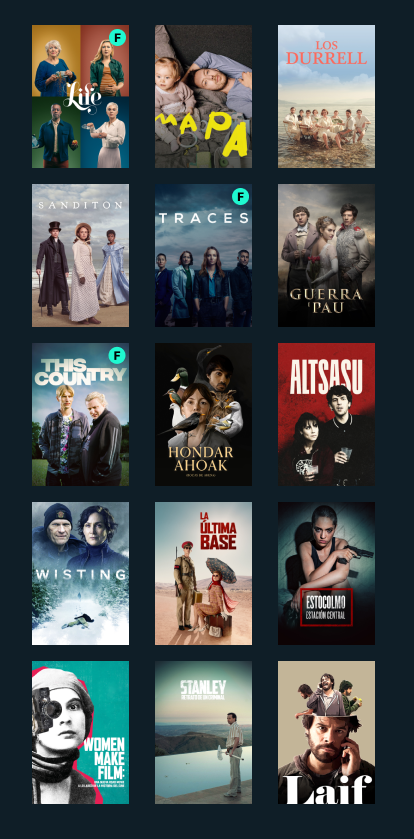 F
Life
MAPA
LOS
DURRELL
SANDITON
F
TRACES
GUERRA
PAU
F
THIS
COUNTRY
HONDAR
AHOAK
ALTSASU
WISTING
LA
ÚLTIMA
BASE
ESTOCOLMO
ESTACIÓN CENTRAL
WOMEN
MAKE
FILM:
STANLEY
Laif